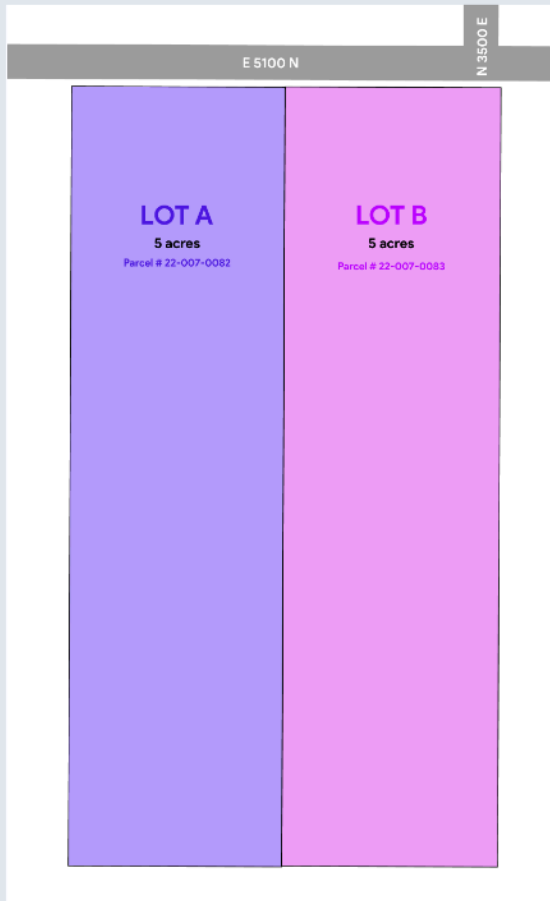 N 3500 E
E 5100 N
LOT A
5 acres
Parcel # 22-007-0082
LOT B
5 acres
Parcel # 22-007-0083